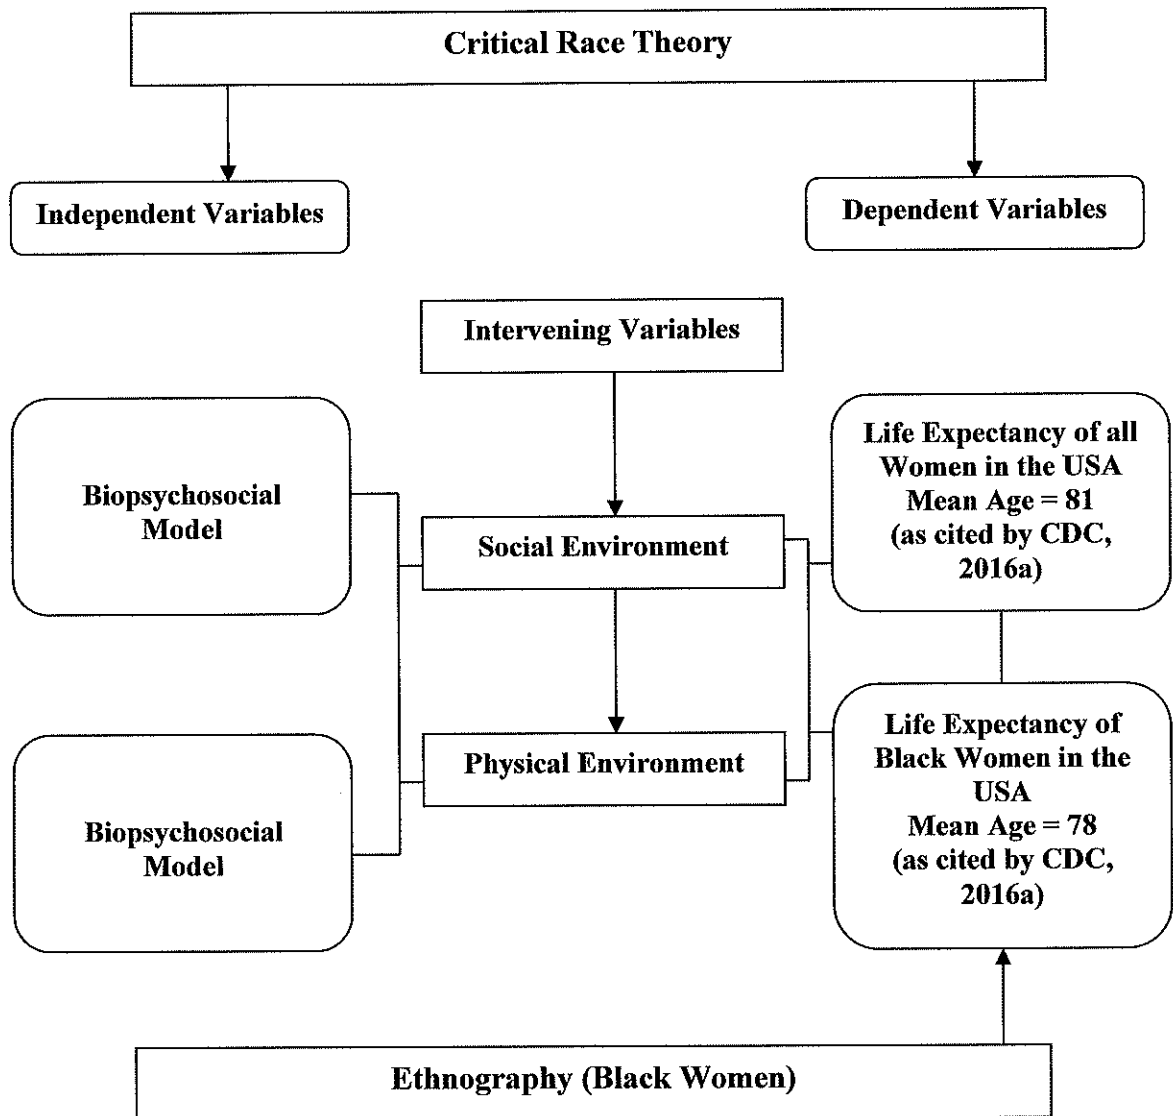 Critical Race Theory
Independent Variables
Dependent Variables
Intervening Variables
Biopsychosocial
Model
Social Environment
Life Expectancy of all
Women in the USA
Mean Age = 81
(as cited by CDC,
2016a)
Biopsychosocial
Model
Physical Environment
Life Expectancy of
Black Women in the
USA
Mean Age = 78
(as cited by CDC,
2016a)
Ethnography (Black Women)